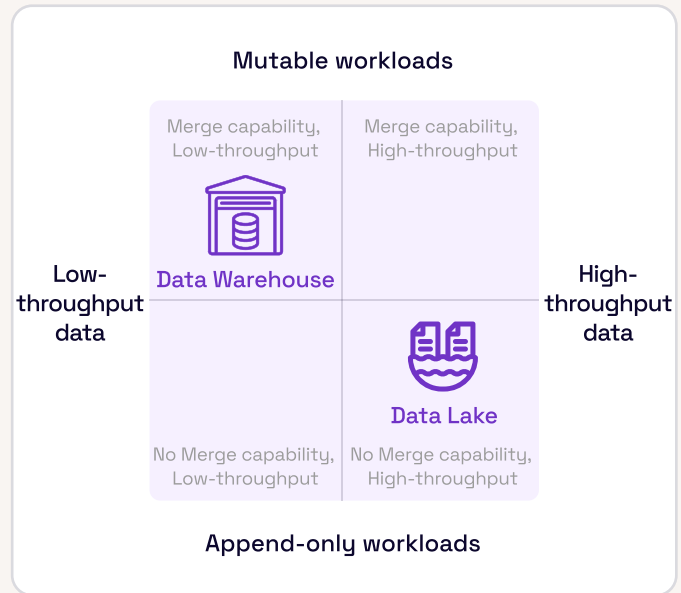 Mutable workloads
Merge capability,
Low-throughput
Merge capability,
High-throughput
Data Warehouse
Low-
throughput
data
High-
throughput
data
Data Lake
No Merge capability,
Low-throughput
No Merge capability,
High-throughput
Append-only workloads